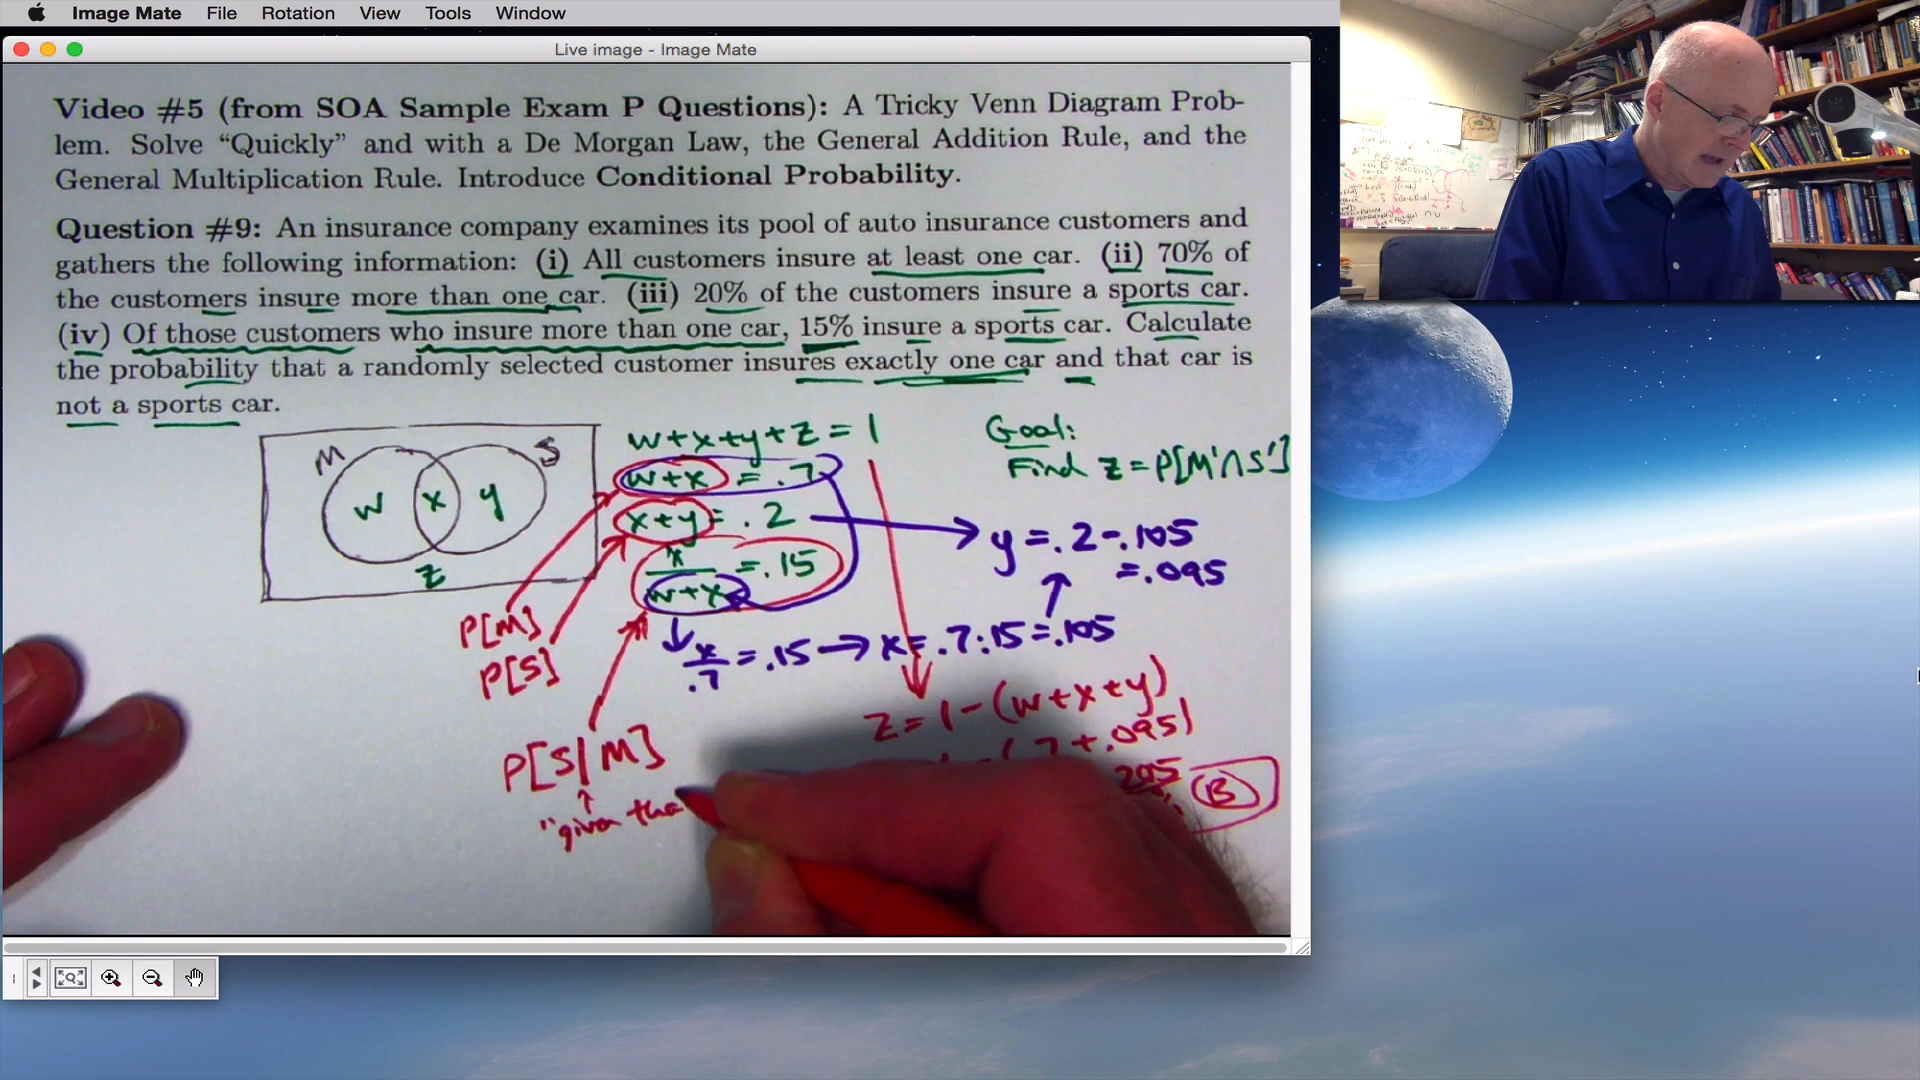 Image Mate File Rotation View Tools Window
Live image - Image Mate
Video #5 (from SOA Sample Exam P Questions): A Tricky Venn Diagram Prob-
lem. Solve “Quickly” and with a De Morgan Law, the General Addition Rule, and the
General Multiplication Rule. Introduce Conditional Probability.
Question #9: An insurance company examines its pool of auto insurance customers and
gathers the following information: (i) All customers insure at least one car. (ii) 70% of
the customers insure more than one car. (iii) 20% of the customers insure a sports car.
(iv) Of those customers who insure more than one car, 15% insure a sports car. Calculate
the probability that a randomly selected customer insures exactly one car and that car is
not a sports car.
M S
w x y
z
w+x+y+z = 1
w+x = .7
x+y = .2
x/w+x = .15
Goal:
Find z = P[M'∩S']
y = .2-.105
= .095
x/.7 = .15 → x = .7·.15 = .105
P[M]
P[S]
P[S|M]
"given tha
z = 1 - (w+x+y)
(.7+.095)
205
B